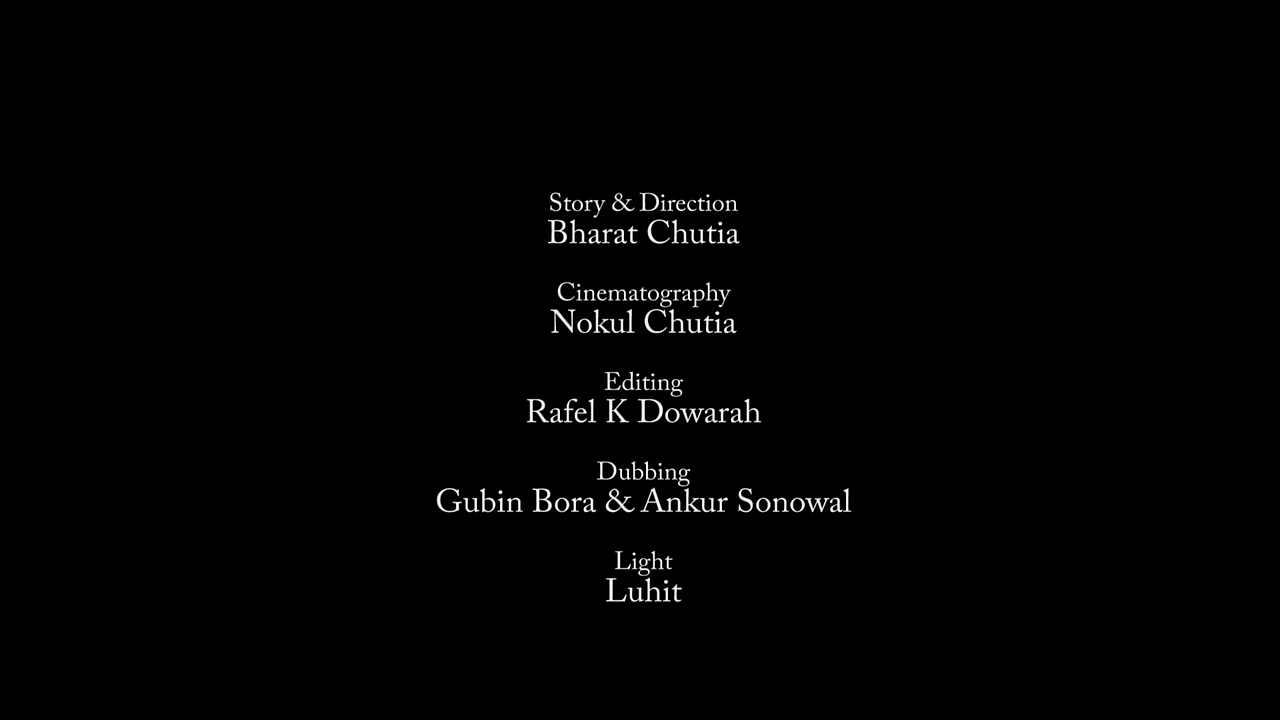 Story & Direction
Bharat Chutia
Cinematography
Nokul Chutia
Editing
Rafel K Dowarah
Dubbing
Gubin Bora & Ankur Sonowal
Light
Luhit